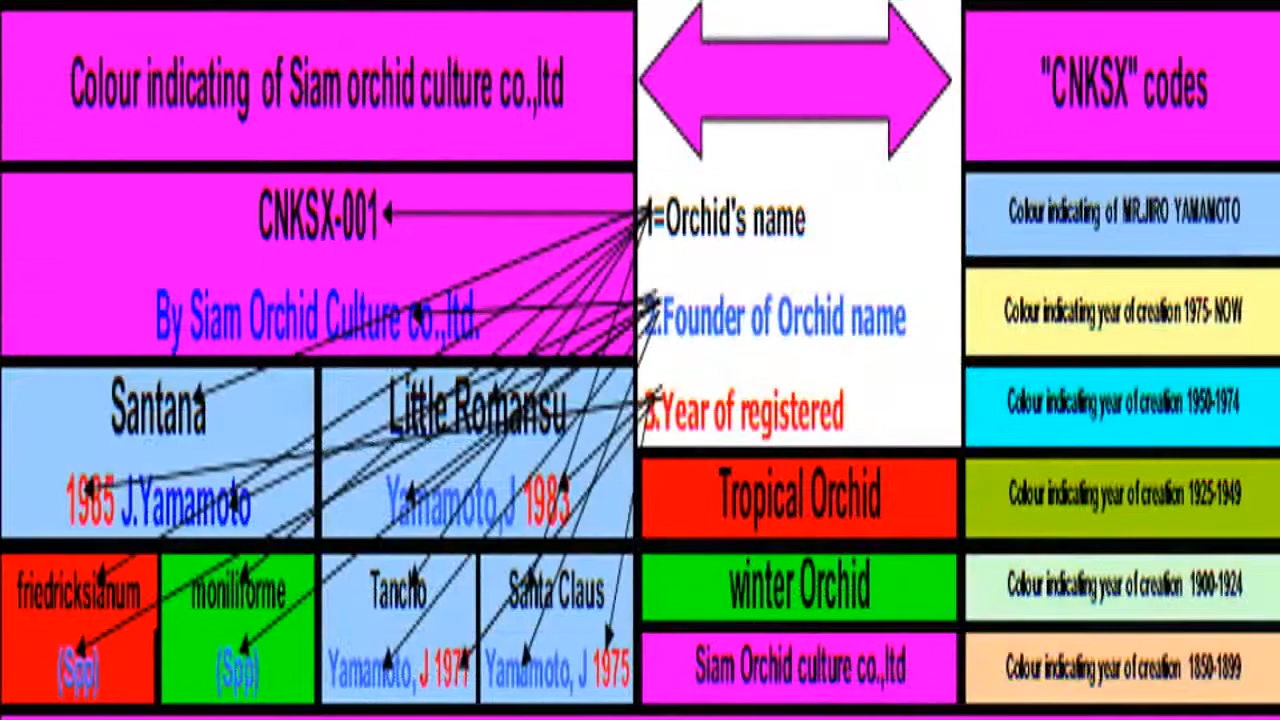 Colour indicating of Siam orchid culture co.,ltd
"CNKSX" codes
CNKSX-001
By Siam Orchid Culture co.,ltd.
1=Orchid's name
2.Founder of Orchid name
3.Year of registered
Colour indicating of MR.JIRO YAMAMOTO
Colour indicating year of creation 1975- NOW
Colour indicating year of creation 1950-1974
Colour indicating year of creation 1925-1949
Colour indicating year of creation 1900-1924
Colour indicating year of creation 1850-1899
Santana
1985 J.Yamamoto
Little Romansu
Yamamoto, J 1983
Tropical Orchid
winter Orchid
Siam Orchid culture co.,ltd
friedricksianum
(Spp)
moniliforme
(Spp)
Tancho
Yamamoto, J 1977
Santa Claus
Yamamoto, J 1975